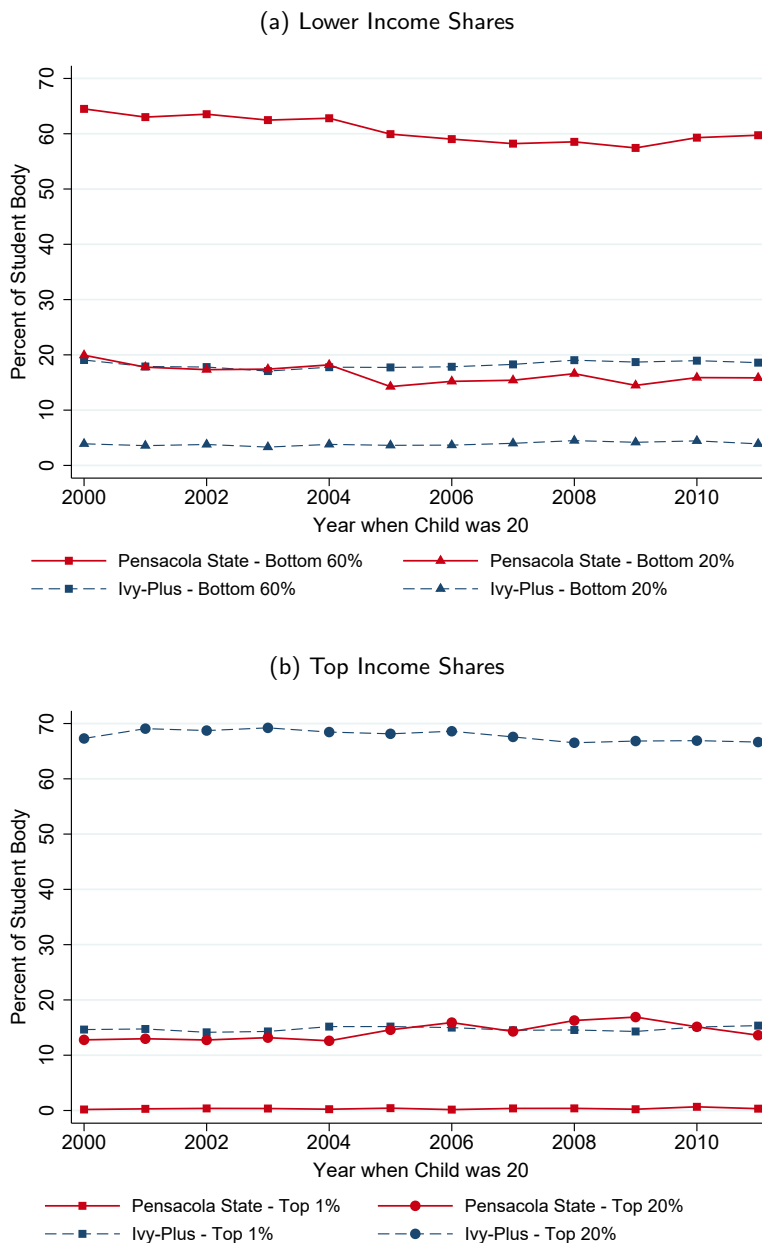 (a) Lower Income Shares
Percent of Student Body
70
60
50
40
30
20
10
0
2000 2002 2004 2006 2008 2010
Year when Child was 20
Pensacola State - Bottom 60% Pensacola State - Bottom 20%
Ivy-Plus - Bottom 60% Ivy-Plus - Bottom 20%
(b) Top Income Shares
Percent of Student Body
70
60
50
40
30
20
10
0
2000 2002 2004 2006 2008 2010
Year when Child was 20
Pensacola State - Top 1% Pensacola State - Top 20%
Ivy-Plus - Top 1% Ivy-Plus - Top 20%